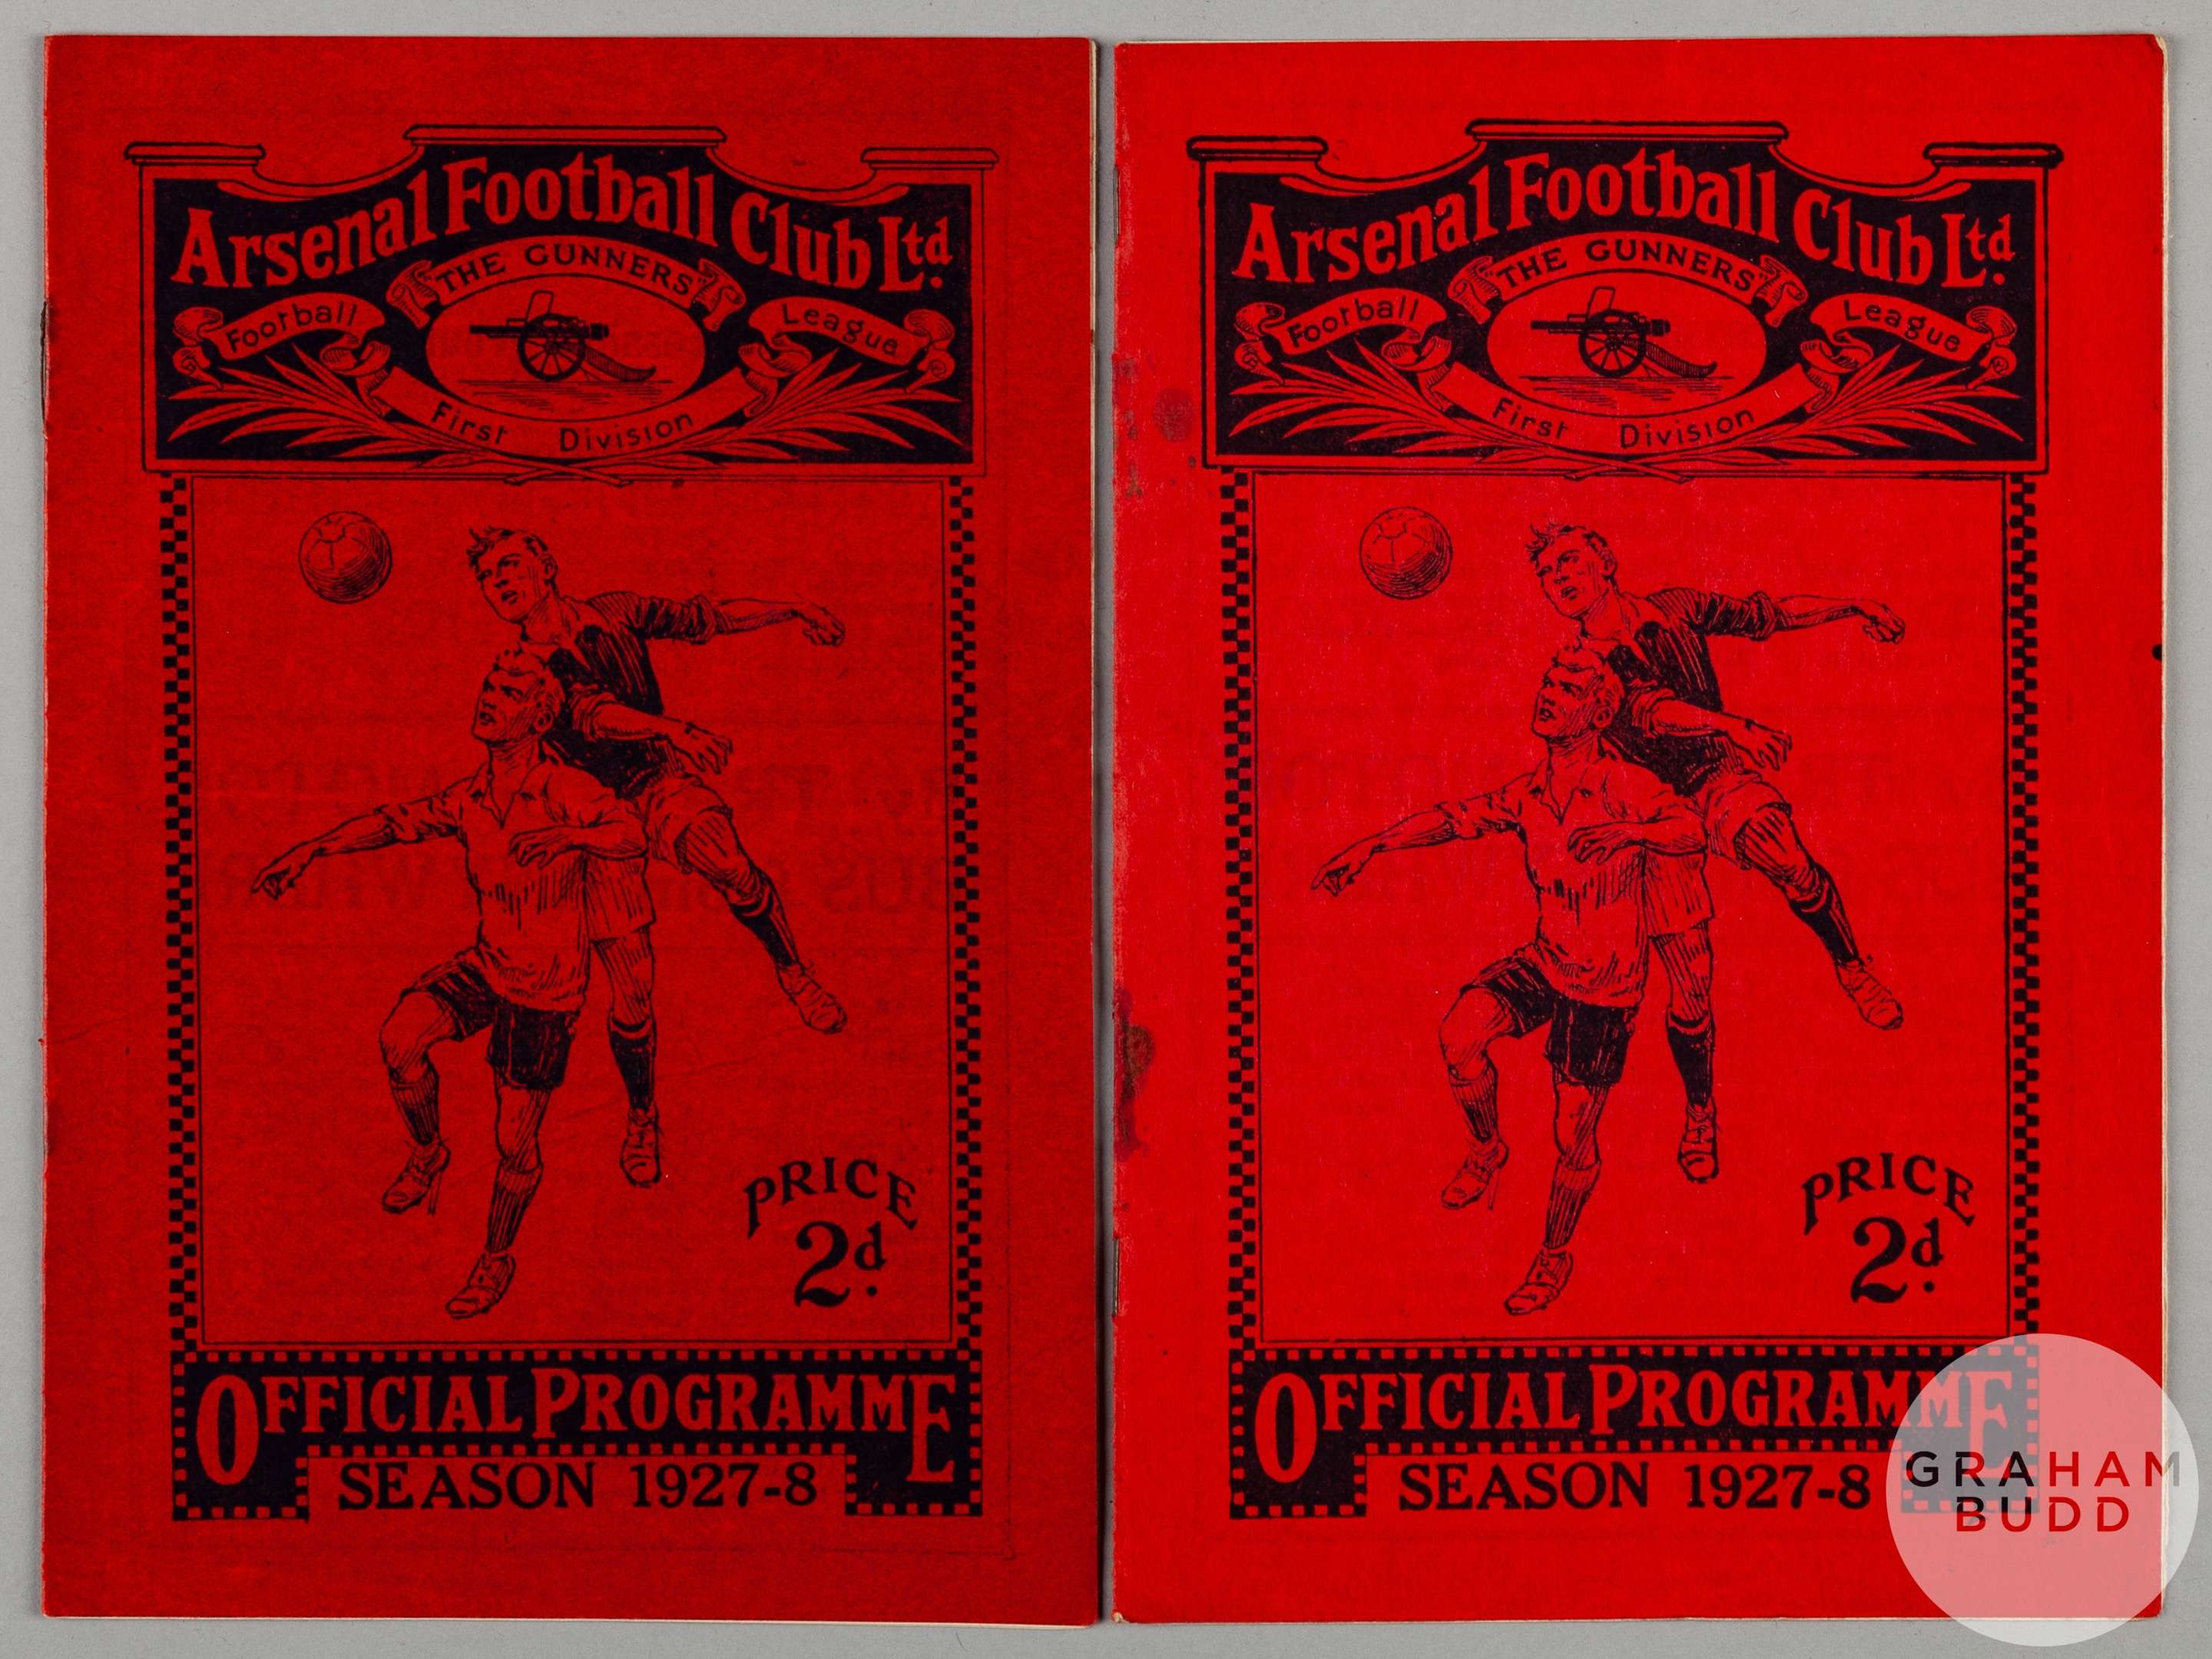 Arsenal Football Club Ltd.
"THE GUNNERS"
Football League
First Division
PRICE
2d.
OFFICIAL PROGRAMME
SEASON 1927-8
Arsenal Football Club Ltd.
"THE GUNNERS"
Football League
First Division
PRICE
2d.
OFFICIAL PROGRAMME
SEASON 1927-8
GRAHAM
BUDD